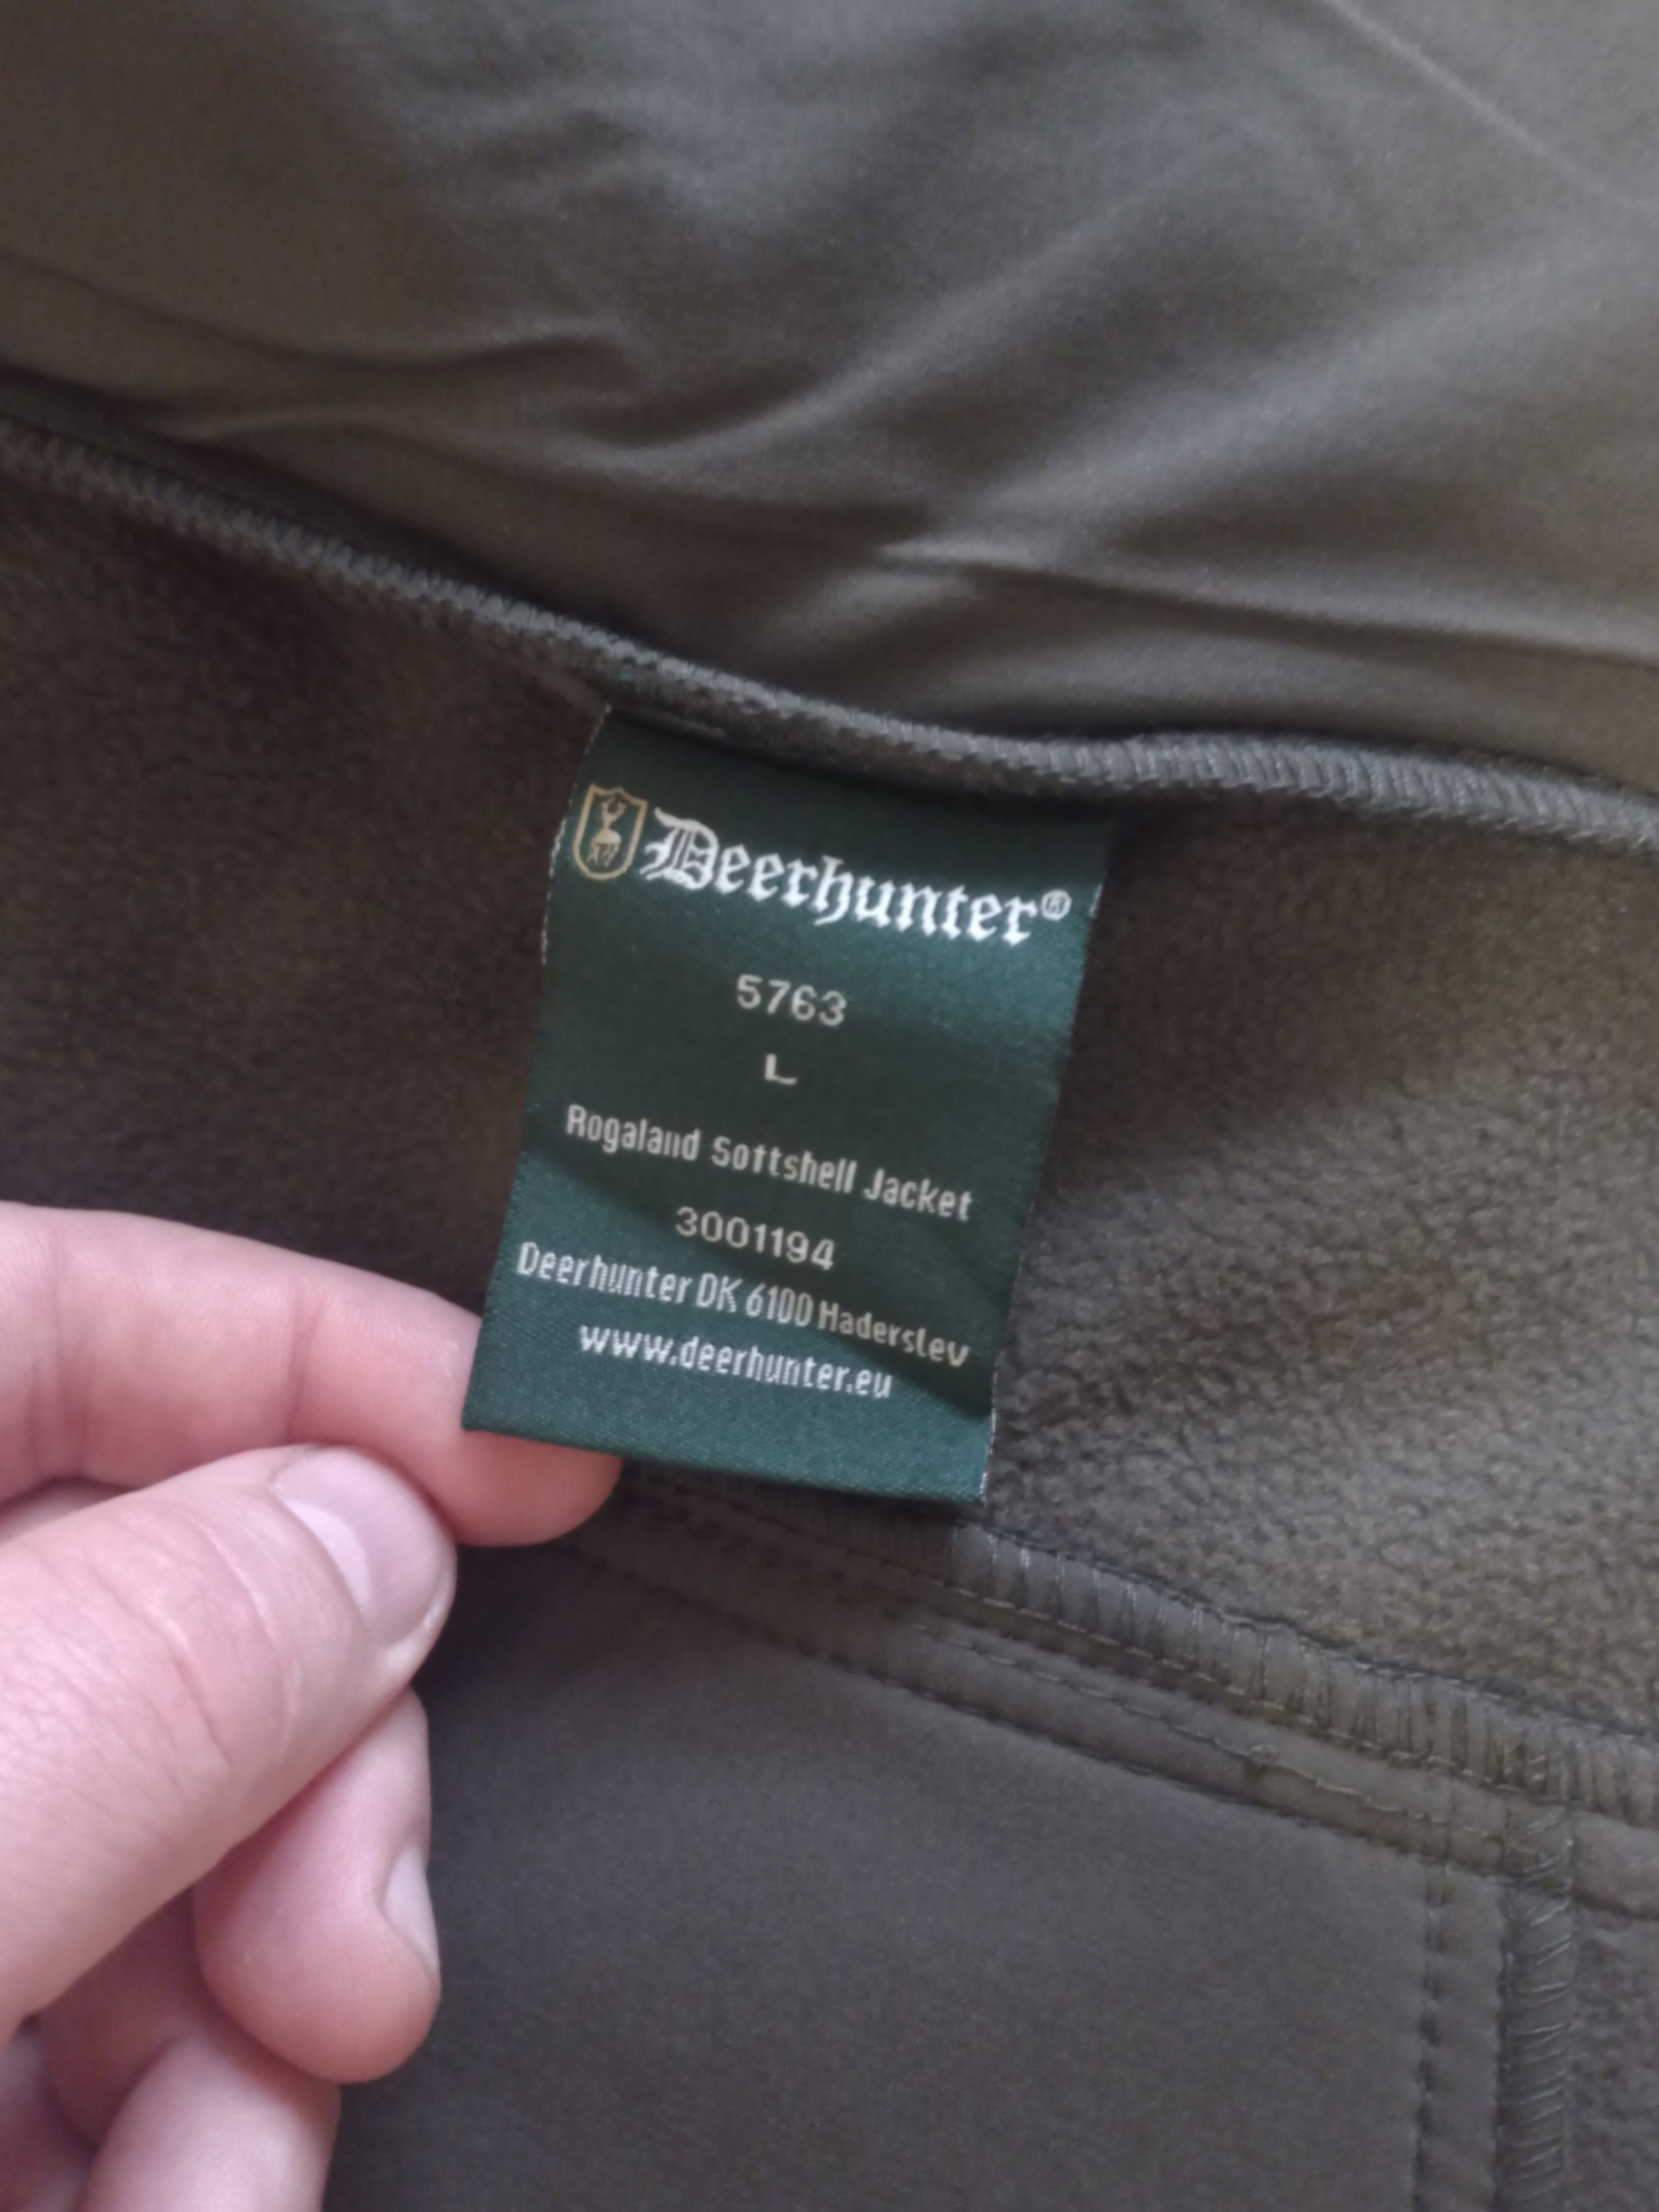 Deerhunter®
5763
L
Rogaland Softshell Jacket
3001194
Deerhunter DK 6100 Haderslev
www.deerhunter.eu